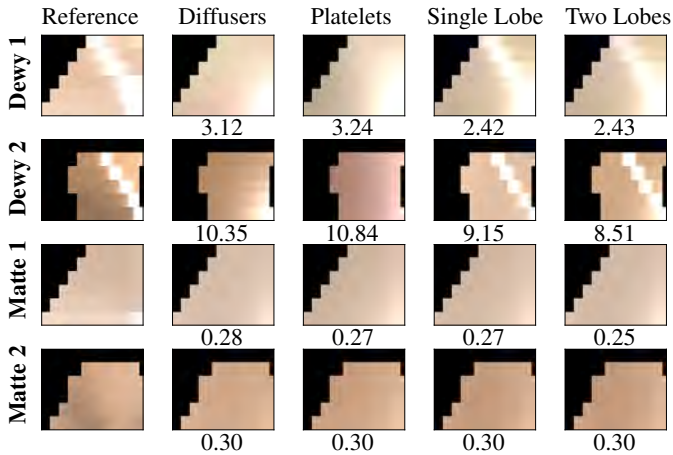 Reference Diffusers Platelets Single Lobe Two Lobes
Dewy 1
3.12 3.24 2.42 2.43
Dewy 2
10.35 10.84 9.15 8.51
Matte 1
0.28 0.27 0.27 0.25
Matte 2
0.30 0.30 0.30 0.30